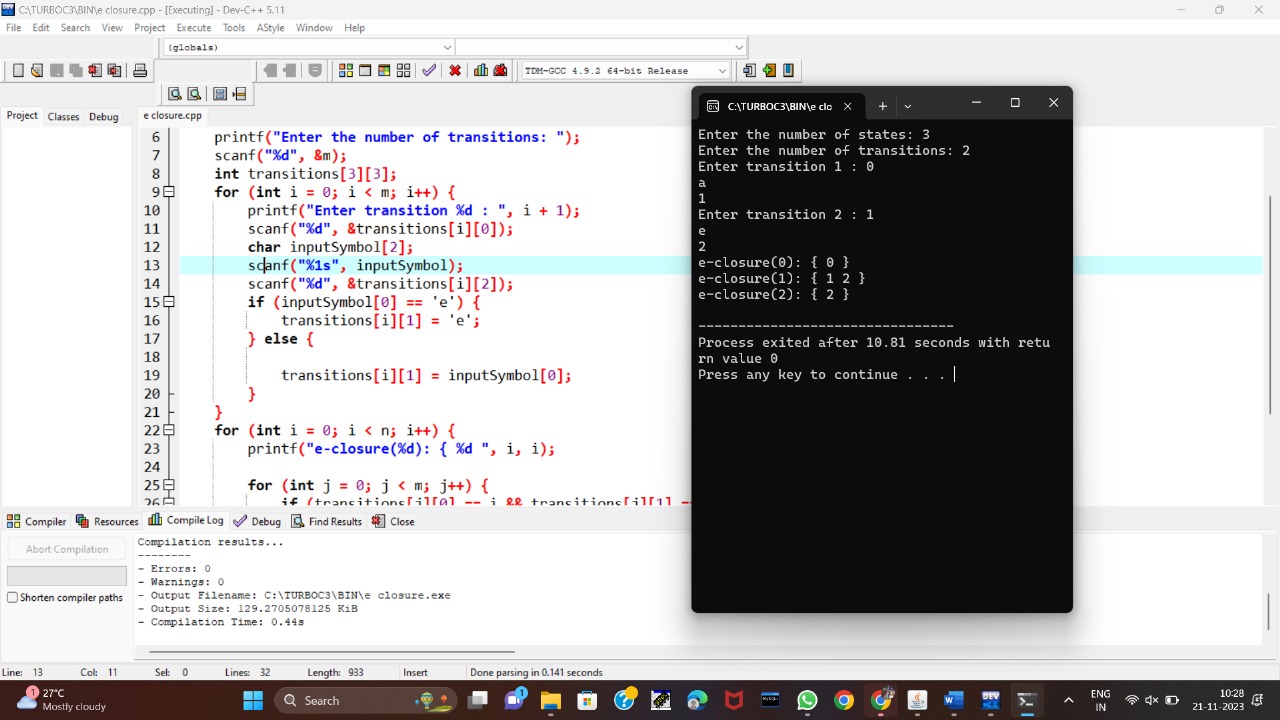 C:\TURBOC3\BIN\e closure.cpp - [Executing] - Dev-C++ 5.11
File Edit Search View Project Execute Tools AStyle Window Help
(globals)
TDM-GCC 4.9.2 64-bit Release
Project Classes Debug
e closure.cpp
6 printf("Enter the number of transitions: ");
7 scanf("%d", &m);
8 int transitions[3][3];
9 for (int i = 0; i < m; i++) {
10 printf("Enter transition %d : ", i + 1);
11 scanf("%d", &transitions[i][0]);
12 char inputSymbol[2];
13 scanf("%1s", inputSymbol);
14 scanf("%d", &transitions[i][2]);
15 if (inputSymbol[0] == 'e') {
16 transitions[i][1] = 'e';
17 } else {
18
19 transitions[i][1] = inputSymbol[0];
20 }
21 }
22 for (int i = 0; i < n; i++) {
23 printf("e-closure(%d): { %d ", i, i);
24
25 for (int j = 0; j < m; j++) {
26 if (transitions[j][0] == i && transitions[j][1] =
C:\TURBOC3\BIN\e clo
Enter the number of states: 3
Enter the number of transitions: 2
Enter transition 1 : 0
a
1
Enter transition 2 : 1
e
2
e-closure(0): { 0 }
e-closure(1): { 1 2 }
e-closure(2): { 2 }
--------------------------------
Process exited after 10.81 seconds with retu
rn value 0
Press any key to continue . . .
Compiler Resources Compile Log Debug Find Results Close
Abort Compilation
Shorten compiler paths
Compilation results...
--------
- Errors: 0
- Warnings: 0
- Output Filename: C:\TURBOC3\BIN\e closure.exe
- Output Size: 129.2705078125 KiB
- Compilation Time: 0.44s
Line: 13 Col: 11 Sel: 0 Lines: 32 Length: 933 Insert Done parsing in 0.141 seconds
1
27°C
Mostly cloudy
Search
1
MySQL
W
DEV
ENG
IN
10:28
21-11-2023